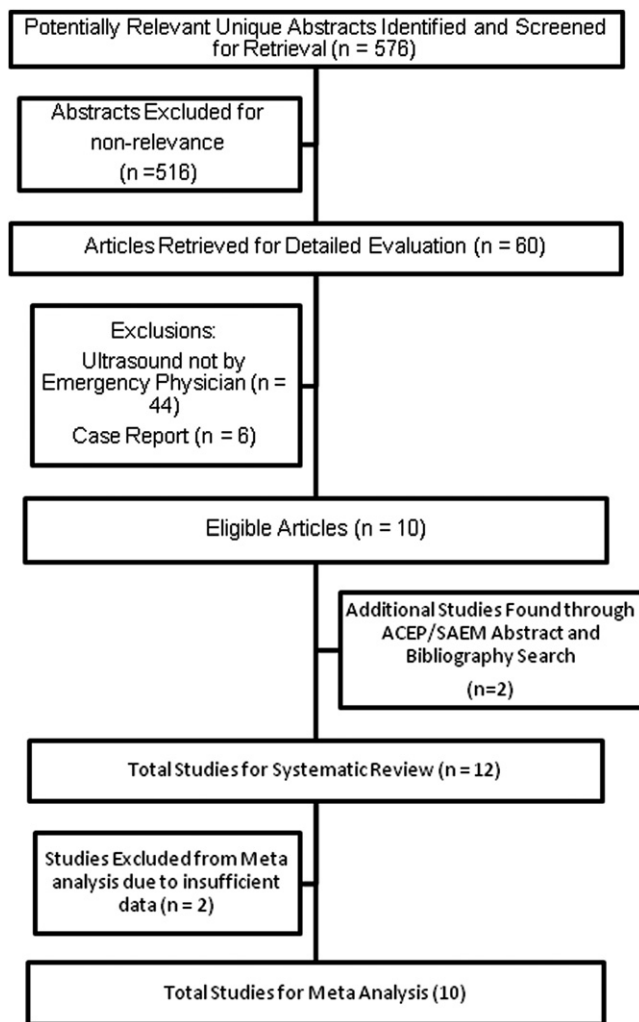 Potentially Relevant Unique Abstracts Identified and Screened
for Retrieval (n = 576)
Abstracts Excluded for
non-relevance
(n =516)
Articles Retrieved for Detailed Evaluation (n = 60)
Exclusions:
Ultrasound not by
Emergency Physician (n =
44)
Case Report (n = 6)
Eligible Articles (n = 10)
Additional Studies Found through
ACEP/SAEM Abstract and
Bibliography Search
(n=2)
Total Studies for Systematic Review (n = 12)
Studies Excluded from Meta
analysis due to insufficient
data (n = 2)
Total Studies for Meta Analysis (10)